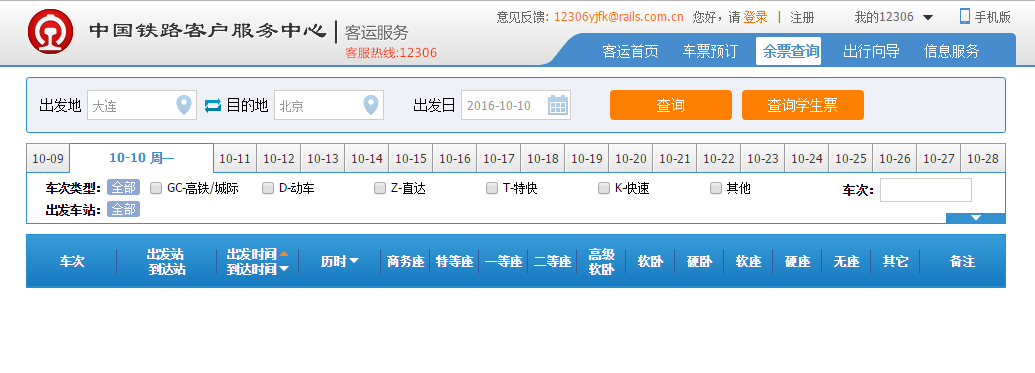 意见反馈: 12306yjfk@rails.com.cn 您好，请 登录 | 注册 我的12306 手机版
中国铁路客户服务中心 客运服务
客服热线:12306
客运首页 车票预订 余票查询 出行向导 信息服务
出发地 大连 目的地 北京 出发日 2016-10-10 查询 查询学生票
10-09 10-10 周一 10-11 10-12 10-13 10-14 10-15 10-16 10-17 10-18 10-19 10-20 10-21 10-22 10-23 10-24 10-25 10-26 10-27 10-28
车次类型: 全部 GC-高铁/城际 D-动车 Z-直达 T-特快 K-快速 其他 车次:
出发车站: 全部
车次 出发站 出发时间 历时 商务座 特等座 一等座 二等座 高级 软卧 硬卧 软座 硬座 无座 其它 备注
到达站 到达时间 软卧